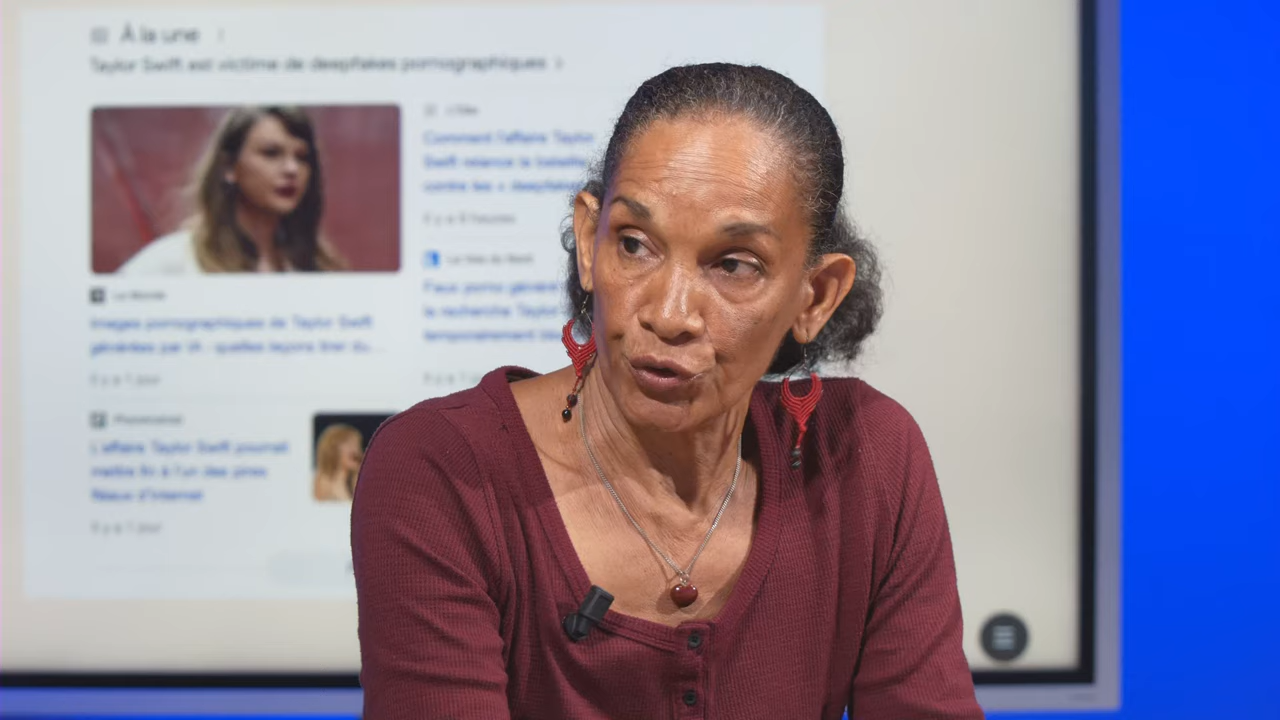 À la une
Taylor Swift est victime de deepfakes pornographiques
Comment l'affaire Taylor
Swift relance la bataille
contre les « deepfakes
Il y a 9 heures
La Voix du Nord
Faux porno généré
la recherche Taylor
temporairement
Le Monde
Images pornographiques de Taylor Swift
générées par IA : quelles leçons tirer du...
Il y a 1 jour
Il y a 1
L'affaire Taylor Swift pourrait
mettre fin à l'un des pires
fléaux d'Internet
Il y a 1 jour